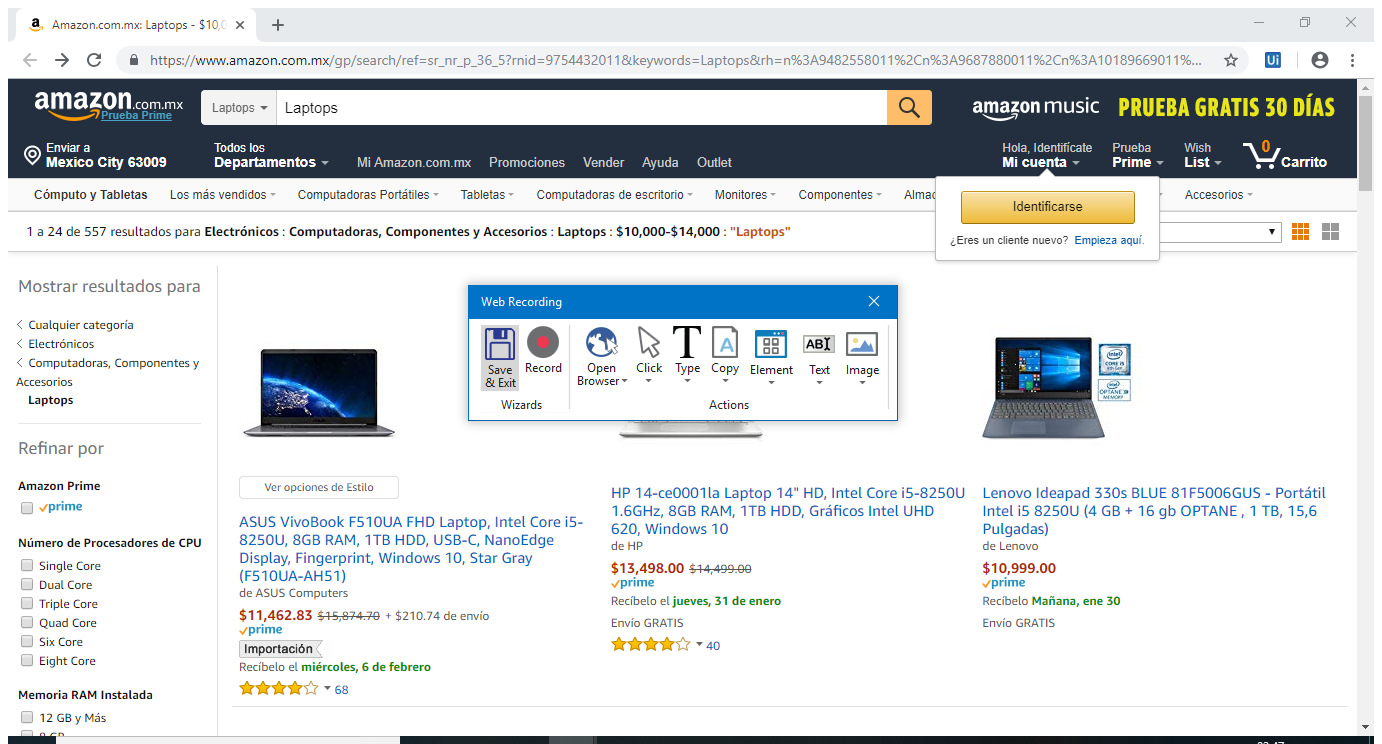 Amazon.com.mx: Laptops - $10,0
https://www.amazon.com.mx/gp/search/ref=sr_nr_p_36_5?rnid=9754432011&keywords=Laptops&rh=n%3A9482558011%2Cn%3A9687880011%2Cn%3A10189669011%...
Ui
amazon.com.mx
Prueba Prime
Laptops
Laptops
amazon music PRUEBA GRATIS 30 DÍAS
Enviar a
Mexico City 63009
Todos los
Departamentos
Mi Amazon.com.mx Promociones Vender Ayuda Outlet
Hola, Identifícate
Mi cuenta
Prueba
Prime
Wish
List
0
Carrito
Cómputo y Tabletas Los más vendidos Computadoras Portátiles Tabletas Computadoras de escritorio Monitores Componentes Almac Accesorios
Identificarse
¿Eres un cliente nuevo? Empieza aquí.
1 a 24 de 557 resultados para Electrónicos : Computadoras, Componentes y Accesorios : Laptops : $10,000-$14,000 : "Laptops"
Mostrar resultados para
Cualquier categoría
Electrónicos
Computadoras, Componentes y
Accesorios
Laptops
Refinar por
Amazon Prime
prime
Número de Procesadores de CPU
Single Core
Dual Core
Triple Core
Quad Core
Six Core
Eight Core
Memoria RAM Instalada
12 GB y Más
8 GB
Web Recording
Save
& Exit
Record
Open
Browser
Click
Type
Copy
Element
Text
Image
ABI
A
Wizards
Actions
Ver opciones de Estilo
ASUS VivoBook F510UA FHD Laptop, Intel Core i5-
8250U, 8GB RAM, 1TB HDD, USB-C, NanoEdge
Display, Fingerprint, Windows 10, Star Gray
(F510UA-AH51)
de ASUS Computers
$11,462.83 $15,874.70 + $210.74 de envío
prime
Importación
Recíbelo el miércoles, 6 de febrero
68
HP 14-ce0001la Laptop 14" HD, Intel Core i5-8250U
1.6GHz, 8GB RAM, 1TB HDD, Gráficos Intel UHD
620, Windows 10
de HP
$13,498.00 $14,499.00
prime
Recíbelo el jueves, 31 de enero
Envío GRATIS
40
intel
CORE i5
intel
OPTANE
MEMORY
Lenovo Ideapad 330s BLUE 81F5006GUS - Portátil
Intel i5 8250U (4 GB + 16 gb OPTANE , 1 TB, 15,6
Pulgadas)
de Lenovo
$10,999.00
prime
Recíbelo Mañana, ene 30
Envío GRATIS